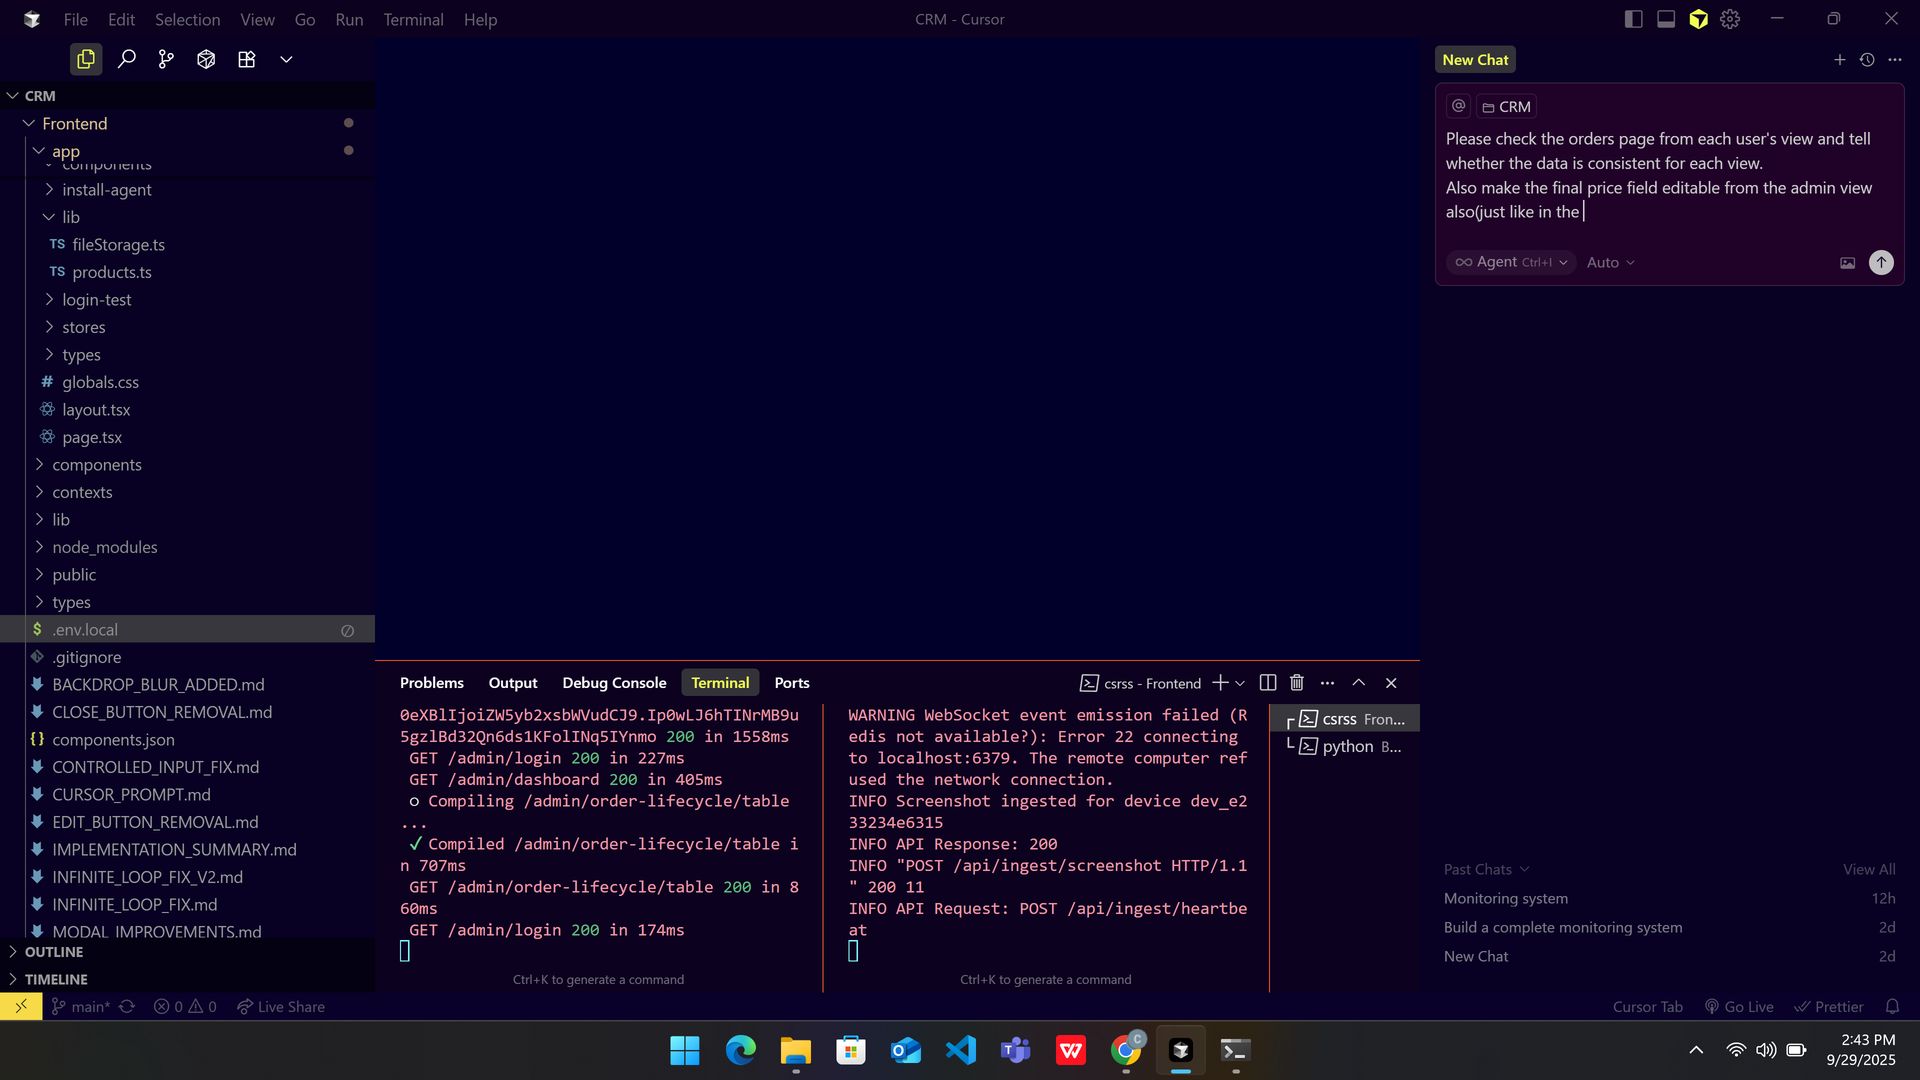 File Edit Selection View Go Run Terminal Help
CRM - Cursor
CRM
Frontend
app
components
install-agent
lib
TS fileStorage.ts
TS products.ts
login-test
stores
types
# globals.css
layout.tsx
page.tsx
components
contexts
lib
node_modules
public
types
$ .env.local
.gitignore
BACKDROP_BLUR_ADDED.md
CLOSE_BUTTON_REMOVAL.md
{} components.json
CONTROLLED_INPUT_FIX.md
CURSOR_PROMPT.md
EDIT_BUTTON_REMOVAL.md
IMPLEMENTATION_SUMMARY.md
INFINITE_LOOP_FIX_V2.md
INFINITE_LOOP_FIX.md
MODAL_IMPROVEMENTS.md
OUTLINE
TIMELINE
Problems Output Debug Console Terminal Ports
csrss - Frontend
0eXBlIjoiZW5yb2xsbWVudCJ9.Ip0wLJ6hTINrMB9u
5gzlBd32Qn6ds1KFolINq5IYnmo 200 in 1558ms
GET /admin/login 200 in 227ms
GET /admin/dashboard 200 in 405ms
○ Compiling /admin/order-lifecycle/table
...
✓ Compiled /admin/order-lifecycle/table i
n 707ms
GET /admin/order-lifecycle/table 200 in 8
60ms
GET /admin/login 200 in 174ms
Ctrl+K to generate a command
WARNING WebSocket event emission failed (R
edis not available?): Error 22 connecting
to localhost:6379. The remote computer ref
used the network connection.
INFO Screenshot ingested for device dev_e2
33234e6315
INFO API Response: 200
INFO "POST /api/ingest/screenshot HTTP/1.1
" 200 11
INFO API Request: POST /api/ingest/heartbe
at
Ctrl+K to generate a command
csrss Fron...
python B...
New Chat
@ CRM
Please check the orders page from each user's view and tell
whether the data is consistent for each view.
Also make the final price field editable from the admin view
also(just like in the
Agent Ctrl+I Auto
Past Chats View All
Monitoring system 12h
Build a complete monitoring system 2d
New Chat 2d
main* 0 0 Live Share
Cursor Tab Go Live Prettier
C
2:43 PM
9/29/2025